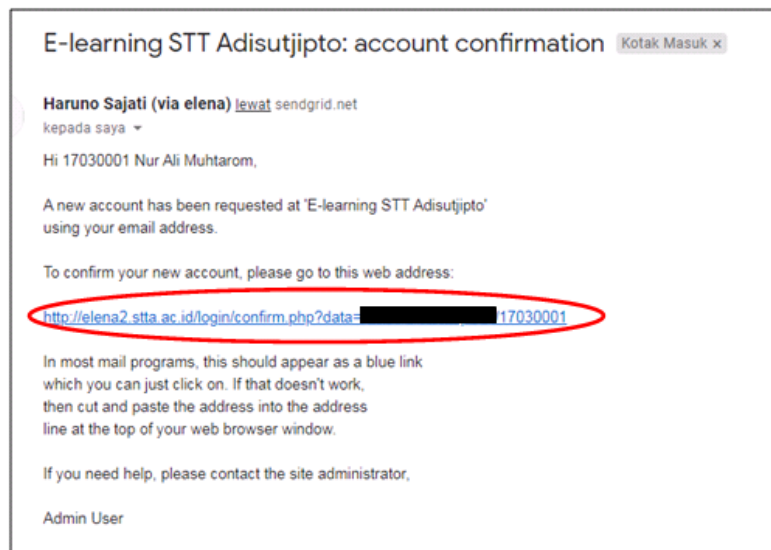 E-learning STT Adisutjipto: account confirmation Kotak Masuk x
Haruno Sajati (via elena) lewat sendgrid.net
kepada saya
Hi 17030001 Nur Ali Muhtarom,
A new account has been requested at 'E-learning STT Adisutjipto'
using your email address.
To confirm your new account, please go to this web address:
http://elena2.stta.ac.id/login/confirm.php?data= /17030001
In most mail programs, this should appear as a blue link
which you can just click on. If that doesn't work,
then cut and paste the address into the address
line at the top of your web browser window.
If you need help, please contact the site administrator,
Admin User